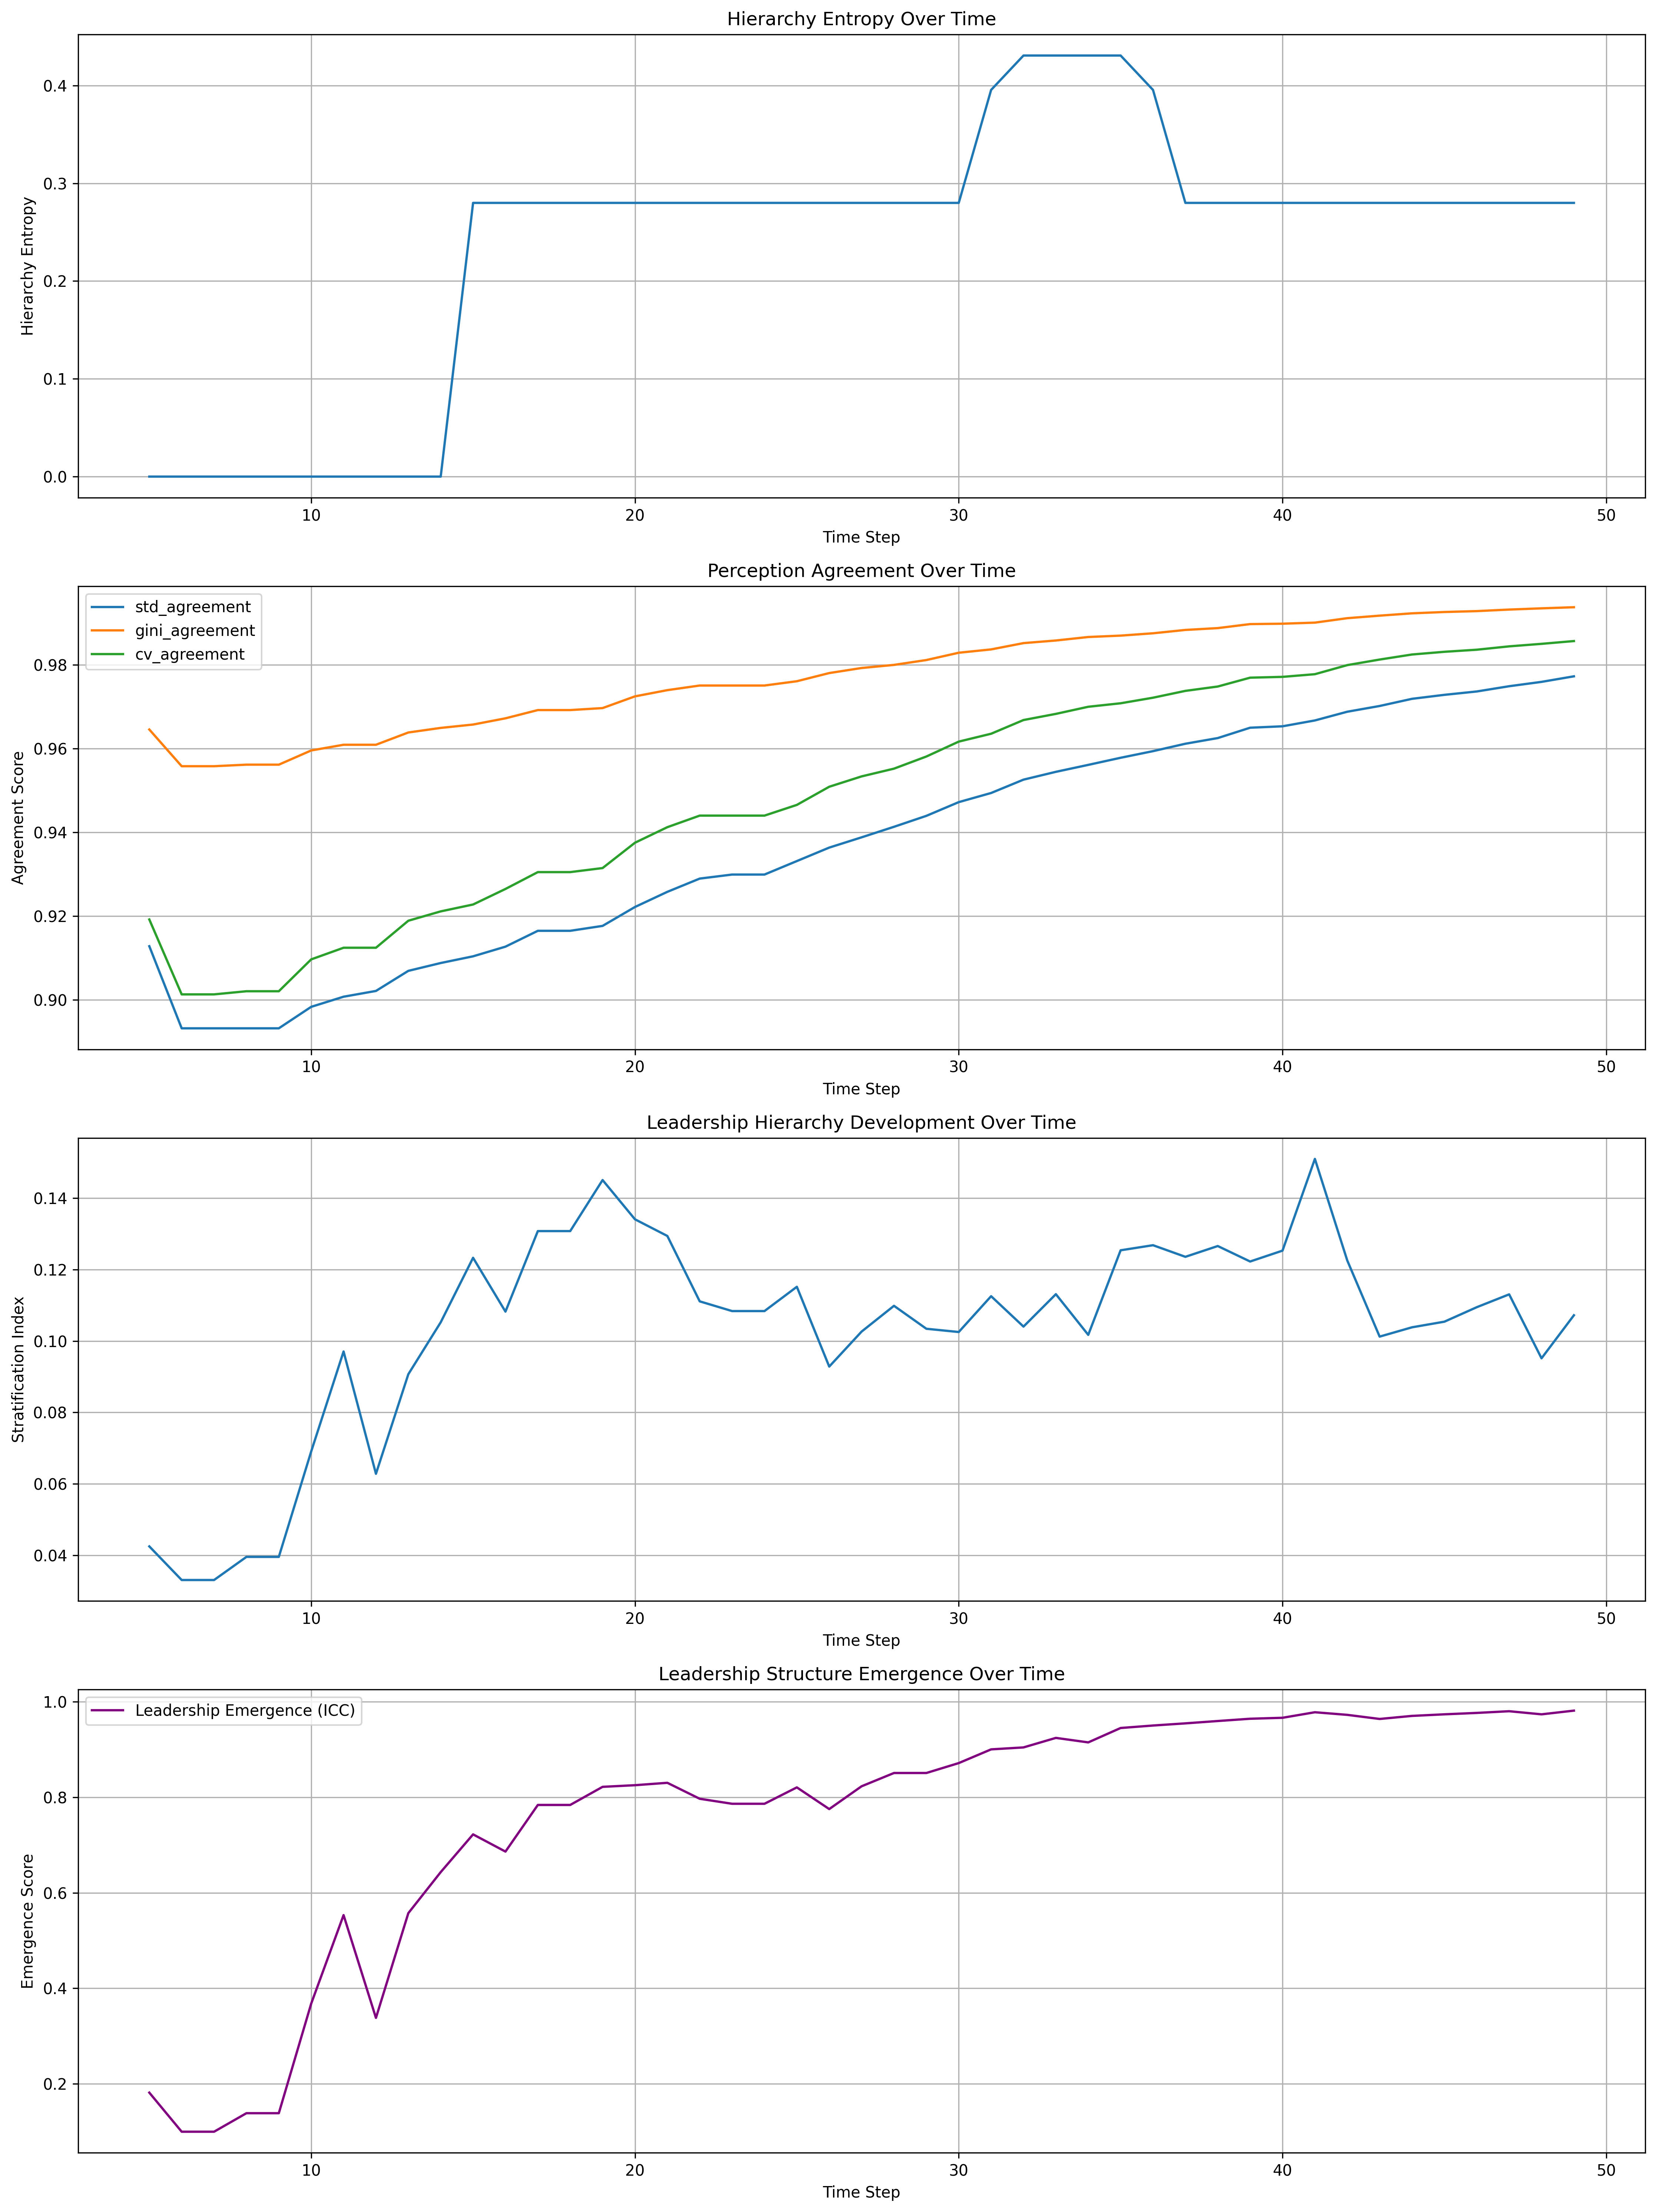 Hierarchy Entropy Over Time
0.4
0.3
0.2
0.1
0.0
Hierarchy Entropy
10 20 30 40 50
Time Step
Perception Agreement Over Time
std_agreement
gini_agreement
cv_agreement
0.98
0.96
0.94
0.92
0.90
Agreement Score
10 20 30 40 50
Time Step
Leadership Hierarchy Development Over Time
0.14
0.12
0.10
0.08
0.06
0.04
Stratification Index
10 20 30 40 50
Time Step
Leadership Structure Emergence Over Time
Leadership Emergence (ICC)
1.0
0.8
0.6
0.4
0.2
Emergence Score
10 20 30 40 50
Time Step